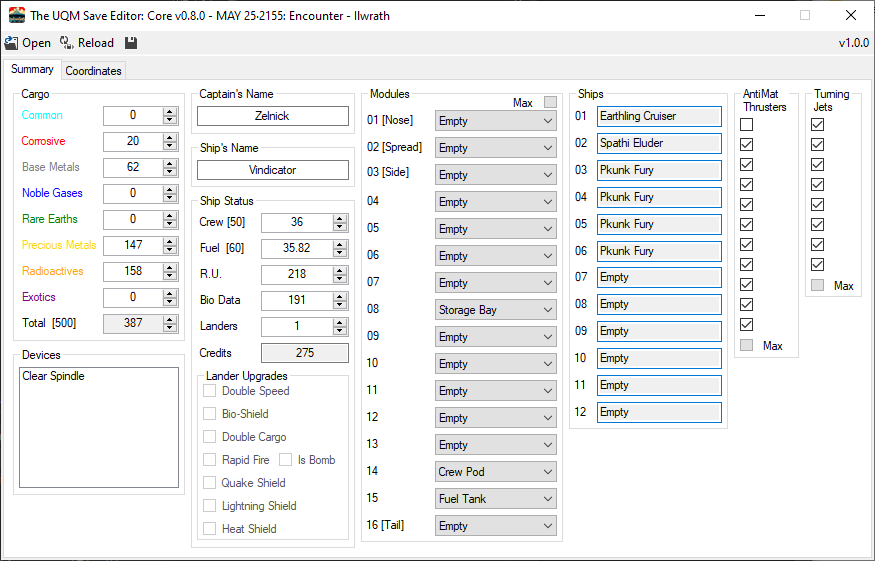 The UQM Save Editor: Core v0.8.0 - MAY 25·2155: Encounter - Ilwrath
Open Reload v1.0.0
Summary Coordinates
Cargo
Common 0
Corrosive 20
Base Metals 62
Noble Gases 0
Rare Earths 0
Precious Metals 147
Radioactives 158
Exotics 0
Total [500] 387
Devices
Clear Spindle
Captain's Name
Zelnick
Ship's Name
Vindicator
Ship Status
Crew [50] 36
Fuel [60] 35.82
R.U. 218
Bio Data 191
Landers 1
Credits 275
Lander Upgrades
Double Speed
Bio-Shield
Double Cargo
Rapid Fire Is Bomb
Quake Shield
Lightning Shield
Heat Shield
Modules
Max
01 [Nose] Empty
02 [Spread] Empty
03 [Side] Empty
04 Empty
05 Empty
06 Empty
07 Empty
08 Storage Bay
09 Empty
10 Empty
11 Empty
12 Empty
13 Empty
14 Crew Pod
15 Fuel Tank
16 [Tail] Empty
Ships
01 Earthling Cruiser
02 Spathi Eluder
03 Pkunk Fury
04 Pkunk Fury
05 Pkunk Fury
06 Pkunk Fury
07 Empty
08 Empty
09 Empty
10 Empty
11 Empty
12 Empty
AntiMat
Thrusters
Max
Turning
Jets
Max